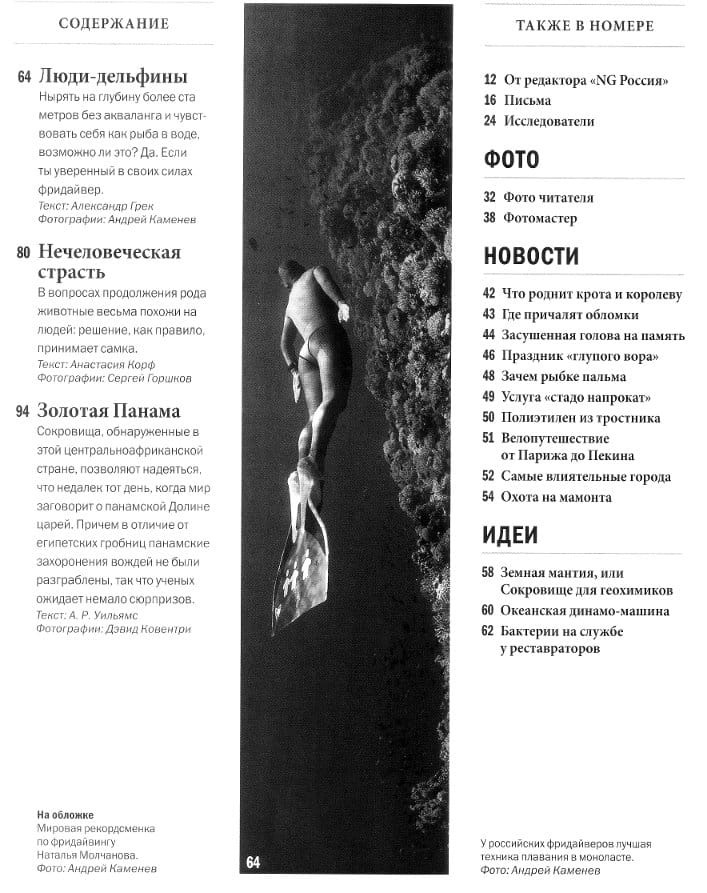 СОДЕРЖАНИЕ
64 Люди-дельфины
Нырять на глубину более ста
метров без акваланга и чувст-
вовать себя как рыба в воде,
возможно ли это? Да. Если
ты уверенный в своих силах
фридайвер.
Текст: Александр Грек
Фотографии: Андрей Каменев
80 Нечеловеческая
страсть
В вопросах продолжения рода
животные весьма похожи на
людей: решение, как правило,
принимает самка.
Текст: Анастасия Корф
Фотографии: Сергей Горшков
94 Золотая Панама
Сокровища, обнаруженные в
этой центральноафриканской
стране, позволяют надеяться,
что недалек тот день, когда мир
заговорит о панамской Долине
царей. Причем в отличие от
египетских гробниц панамские
захоронения вождей не были
разграблены, так что ученых
ожидает немало сюрпризов.
Текст: А. Р. Уильямс
Фотографии: Дэвид Ковентри
На обложке
Мировая рекордсменка
по фридайвингу
Наталья Молчанова.
Фото: Андрей Каменев
64
ТАКЖЕ В НОМЕРЕ
12 От редактора «NG Россия»
16 Письма
24 Исследователи
ФОТО
32 Фото читателя
38 Фотомастер
НОВОСТИ
42 Что роднит крота и королеву
43 Где причалят обломки
44 Засушенная голова на память
46 Праздник «глупого вора»
48 Зачем рыбке пальма
49 Услуга «стадо напрокат»
50 Полиэтилен из тростника
51 Велопутешествие
от Парижа до Пекина
52 Самые влиятельные города
54 Охота на мамонта
ИДЕИ
58 Земная мантия, или
Сокровище для геохимиков
60 Океанская динамо-машина
62 Бактерии на службе
у реставраторов
У российских фридайверов лучшая
техника плавания в моноласте.
Фото: Андрей Каменев